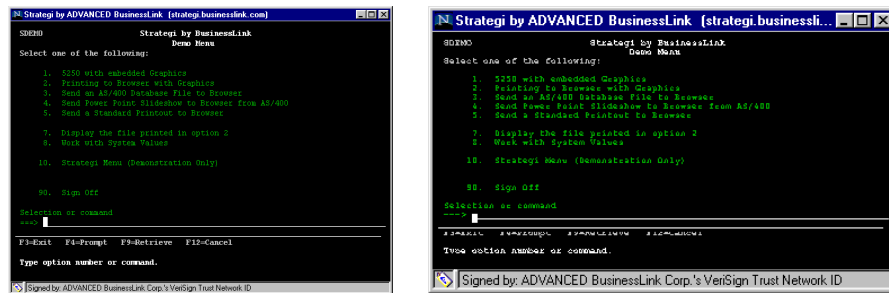 Strategi by ADVANCED BusinessLink (strategi.businesslink.com)
SDEMO Strategi by BusinessLink
Demo Menu
Select one of the following:
1. 5250 with embedded Graphics
2. Printing to Browser with Graphics
3. Send an AS/400 Database File to Browser
4. Send Power Point Slideshow to Browser from AS/400
5. Send a Standard Printout to Browser
7. Display the file printed in option 2
8. Work with System Values
10. Strategi Menu (Demonstration Only)
90. Sign Off
Selection or command
===>
F3=Exit F4=Prompt F9=Retrieve F12=Cancel
Type option number or command.
Signed by: ADVANCED BusinessLink Corp.'s VeriSign Trust Network ID
Strategi by ADVANCED BusinessLink (strategi.businessli...
SDEMO Strategi by BusinessLink
Demo Menu
Select one of the following:
1. 5250 with embedded Graphics
2. Printing to Browser with Graphics
3. Send an AS/400 Database File to Browser
4. Send Power Point Slideshow to Browser from AS/400
5. Send a Standard Printout to Browser
7. Display the file printed in option 2
8. Work with System Values
10. Strategi Menu (Demonstration Only)
90. Sign Off
Selection or command
===>
F3=Exit F4=Prompt F9=Retrieve F12=Cancel
Type option number or command.
Signed by: ADVANCED BusinessLink Corp.'s VeriSign Trust Network ID